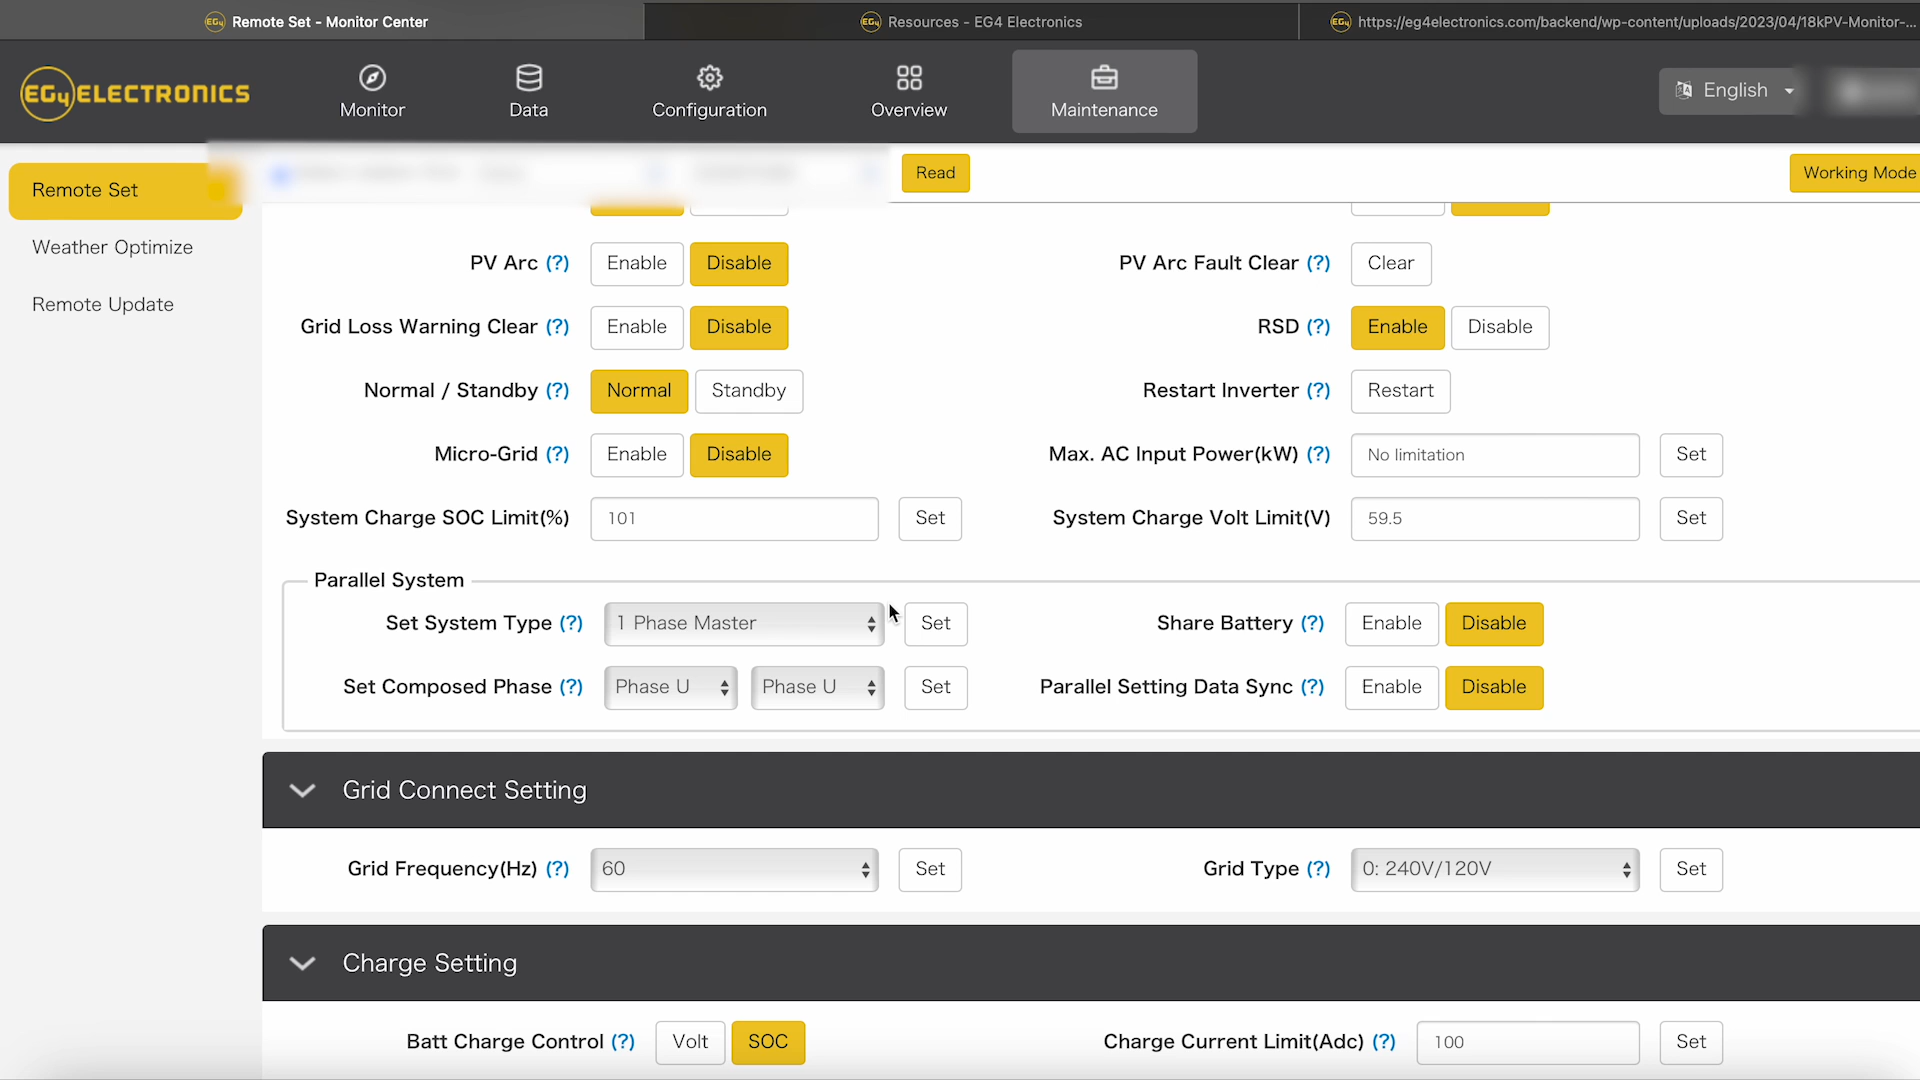 Remote Set - Monitor Center
Resources - EG4 Electronics
https://eg4electronics.com/backend/wp-content/uploads/2023/04/18kPV-Monitor-...
EG4 ELECTRONICS
Monitor
Data
Configuration
Overview
Maintenance
English
Remote Set
Weather Optimize
Remote Update
Read
Working Mode
PV Arc (?) Enable Disable
PV Arc Fault Clear (?) Clear
Grid Loss Warning Clear (?) Enable Disable
RSD (?) Enable Disable
Normal / Standby (?) Normal Standby
Restart Inverter (?) Restart
Micro-Grid (?) Enable Disable
Max. AC Input Power(kW) (?) No limitation Set
System Charge SOC Limit(%) 101 Set
System Charge Volt Limit(V) 59.5 Set
Parallel System
Set System Type (?) 1 Phase Master Set
Share Battery (?) Enable Disable
Set Composed Phase (?) Phase U Phase U Set
Parallel Setting Data Sync (?) Enable Disable
Grid Connect Setting
Grid Frequency(Hz) (?) 60 Set
Grid Type (?) 0: 240V/120V Set
Charge Setting
Batt Charge Control (?) Volt SOC
Charge Current Limit(Adc) (?) 100 Set